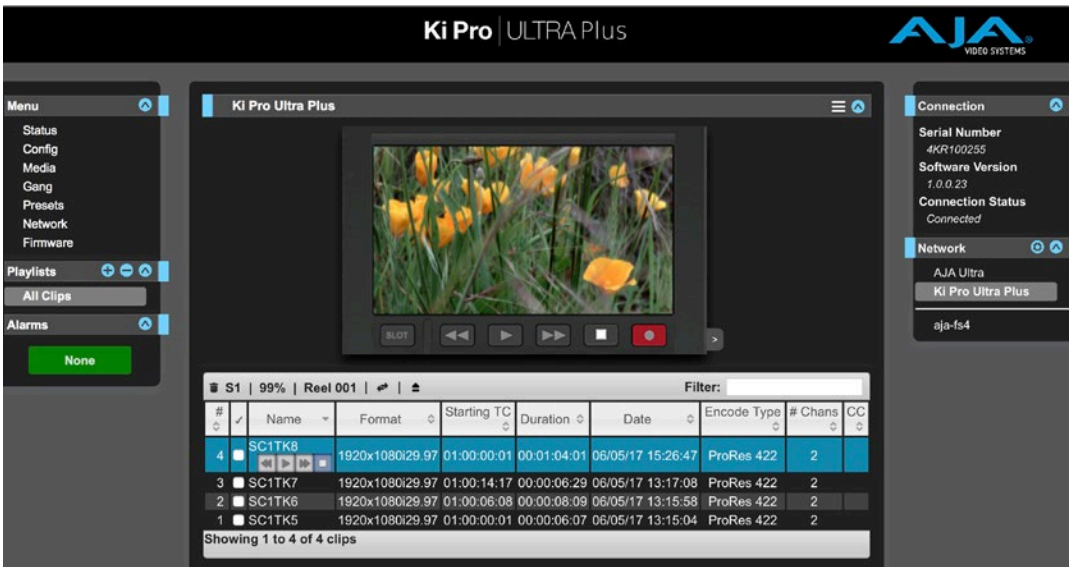 Ki Pro | ULTRA Plus
AJA®
VIDEO SYSTEMS
Menu
Status
Config
Media
Gang
Presets
Network
Firmware
Playlists
All Clips
Alarms
None
Ki Pro Ultra Plus
SLOT
>
S1 | 99% | Reel 001 | |
Filter:
# ✓ Name Format Starting TC Duration Date Encode Type # Chans CC
4 SC1TK8 1920x1080i29.97 01:00:00:01 00:01:04:01 06/05/17 15:26:47 ProRes 422 2
3 SC1TK7 1920x1080i29.97 01:00:14:17 00:00:06:29 06/05/17 13:17:08 ProRes 422 2
2 SC1TK6 1920x1080i29.97 01:00:06:08 00:00:08:09 06/05/17 13:15:58 ProRes 422 2
1 SC1TK5 1920x1080i29.97 01:00:00:01 00:00:06:07 06/05/17 13:15:04 ProRes 422 2
Showing 1 to 4 of 4 clips
Connection
Serial Number
4KR100255
Software Version
1.0.0.23
Connection Status
Connected
Network
AJA Ultra
Ki Pro Ultra Plus
aja-fs4